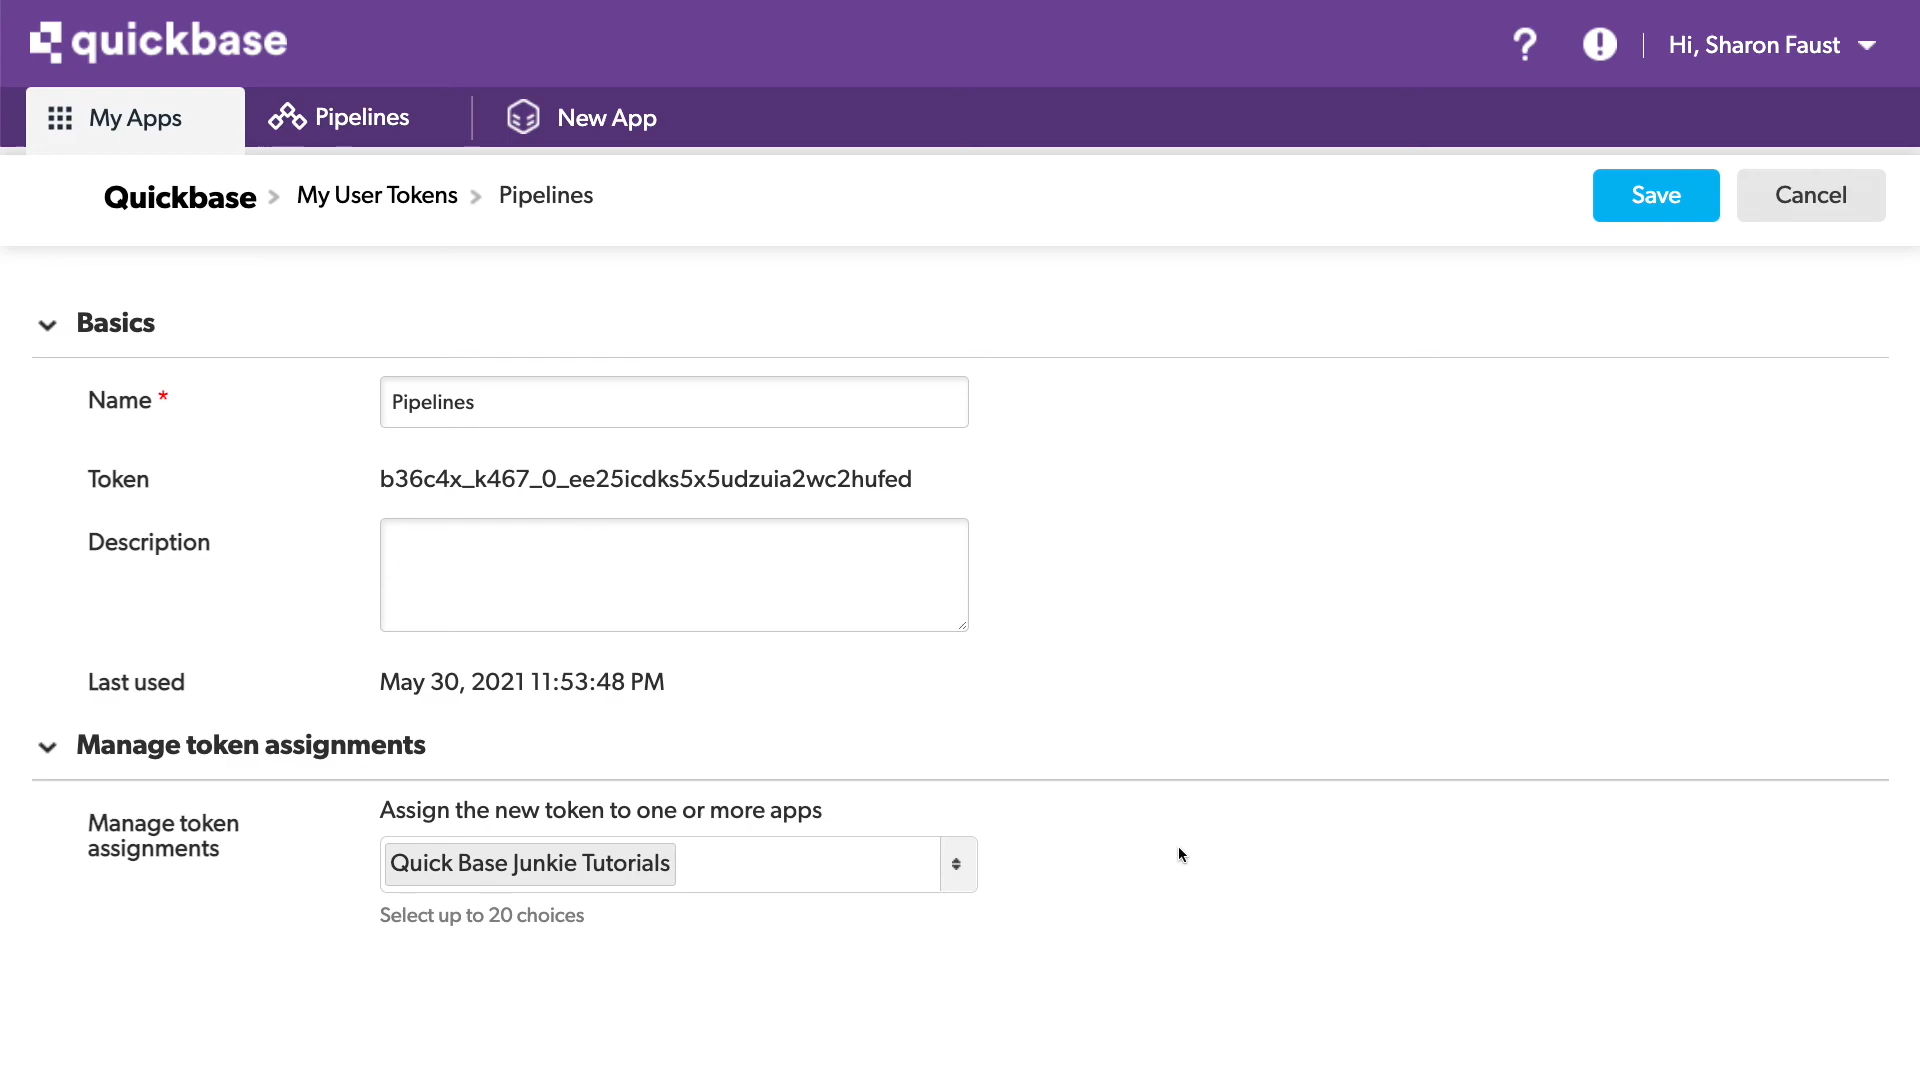 quickbase
? ! Hi, Sharon Faust
My Apps Pipelines New App
Quickbase > My User Tokens > Pipelines Save Cancel
Basics
Name * Pipelines
Token b36c4x_k467_0_ee25icdks5x5udzuia2wc2hufed
Description
Last used May 30, 2021 11:53:48 PM
Manage token assignments
Assign the new token to one or more apps
Manage token
assignments
Quick Base Junkie Tutorials
Select up to 20 choices